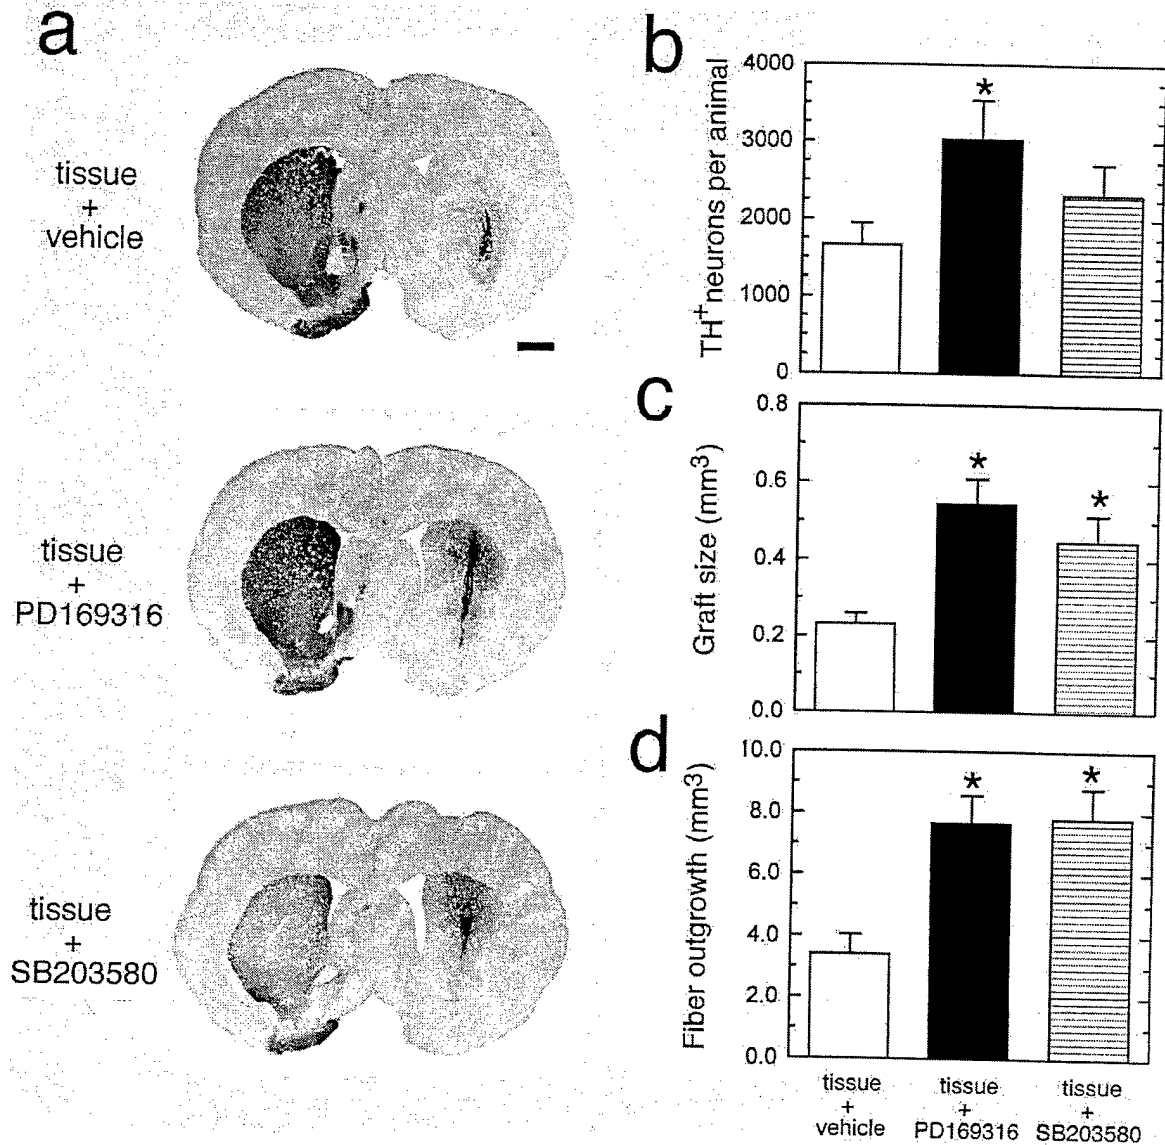 a
tissue
+
vehicle
tissue
+
PD169316
tissue
+
SB203580
b
TH+neurons per animal
4000
3000
2000
1000
0
*
c
Graft size (mm3)
0.8
0.6
0.4
0.2
0.0
*
*
d
Fiber outgrowth (mm3)
10.0
8.0
6.0
4.0
2.0
0.0
*
*
tissue
+
vehicle
tissue
+
PD169316
tissue
+
SB203580